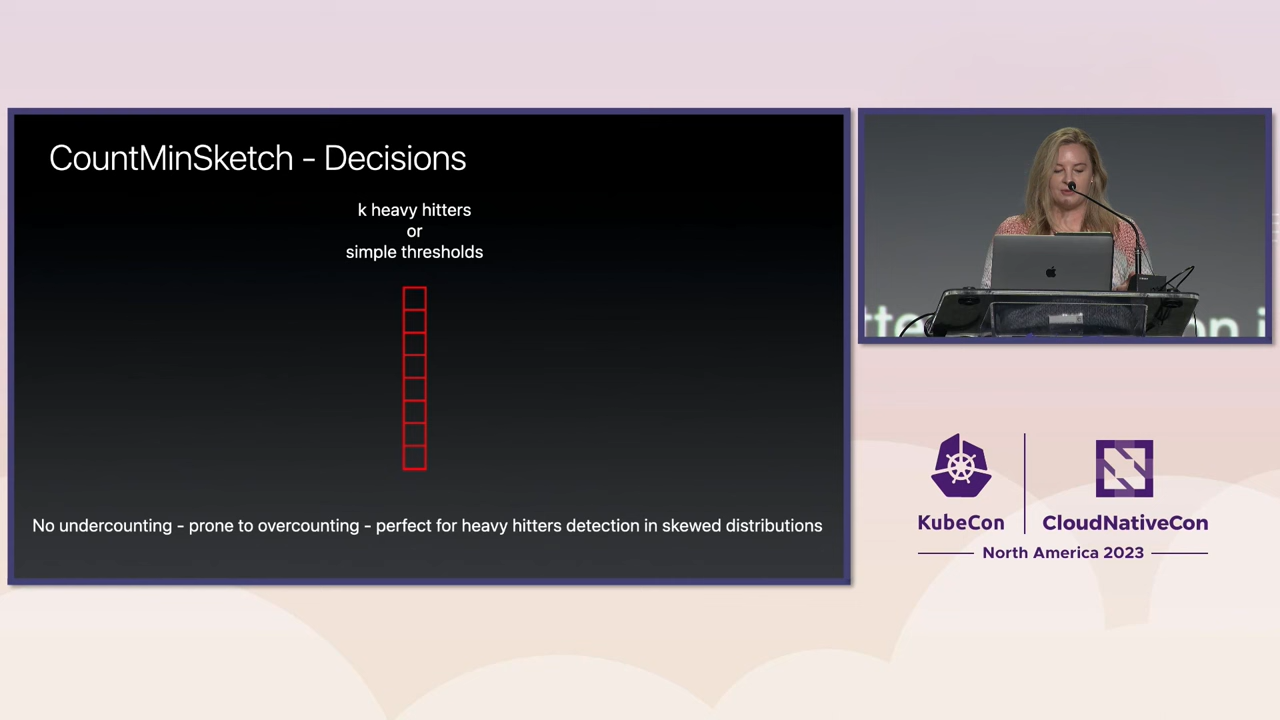 CountMinSketch - Decisions
k heavy hitters
or
simple thresholds
No undercounting - prone to overcounting - perfect for heavy hitters detection in skewed distributions
KubeCon
CloudNativeCon
North America 2023